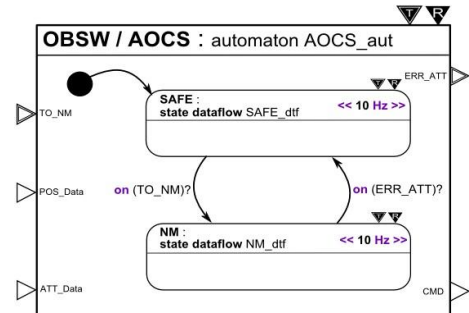 T R
OBSW / AOCS : automaton AOCS_aut
ERR_ATT
T R
SAFE :
state dataflow SAFE_dtf
<< 10 Hz >>
TO_NM
POS_Data
on (TO_NM)?
on (ERR_ATT)?
T R
NM :
state dataflow NM_dtf
<< 10 Hz >>
ATT_Data
CMD